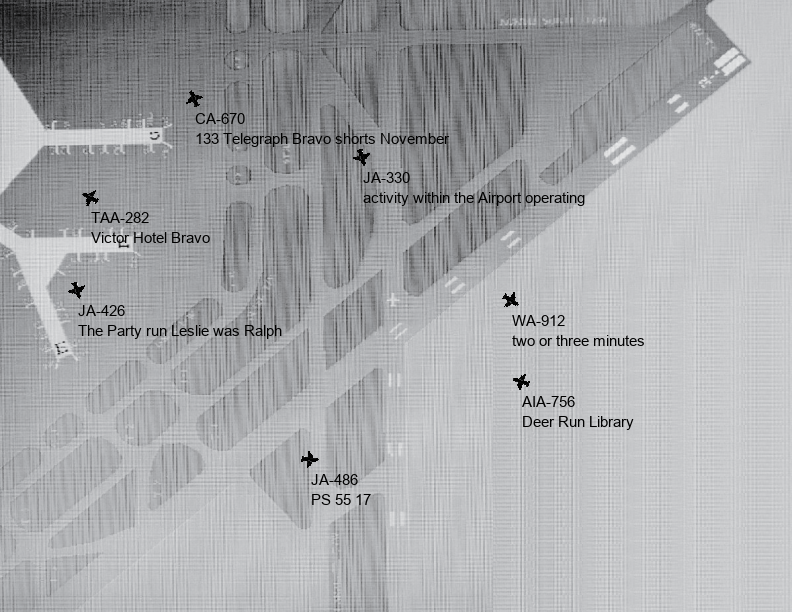 CA-670
133 Telegraph Bravo shorts November
JA-330
activity within the Airport operating
TAA-282
Victor Hotel Bravo
JA-426
The Party run Leslie was Ralph
WA-912
two or three minutes
AIA-756
Deer Run Library
JA-486
PS 55 17